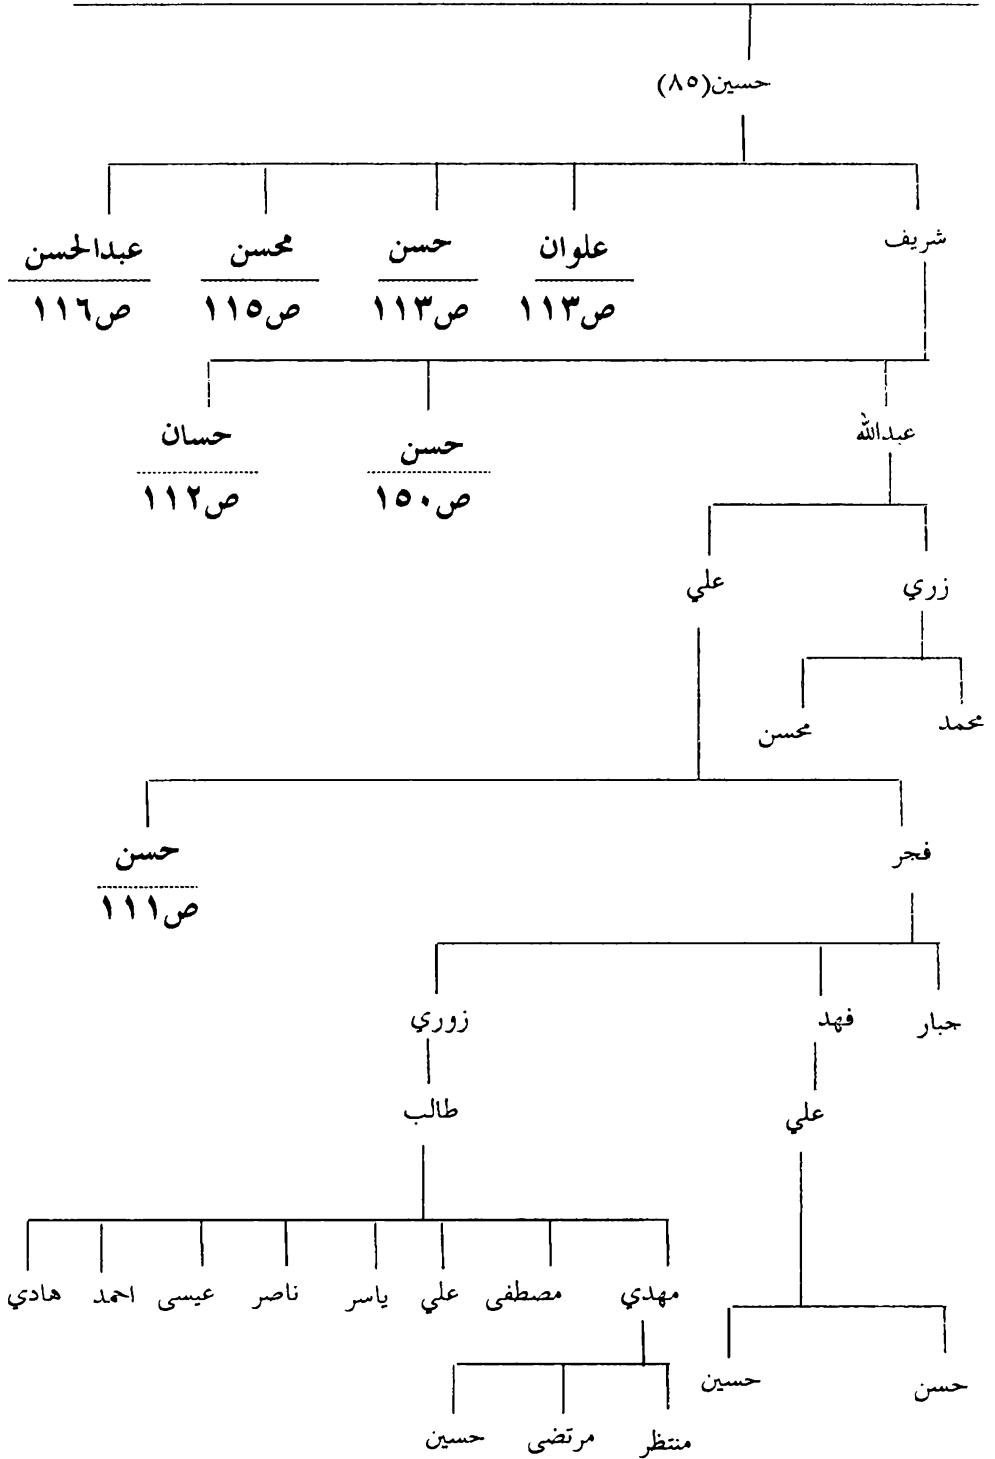 حسين(٨٥)
شريف علوان حسن محسن عبدالحسن
ص١١٣ ص١١٣ ص١١٥ ص١١٦
عبدالله حسن حسان
ص١٥٠ ص١١٢
زري علي
محمد محسن
فجر حسن
ص١١١
جبار فهد زوري
علي طالب
مهدي مصطفى علي ياسر ناصر عيسى احمد هادي
حسن حسين
منتظر مرتضى حسين